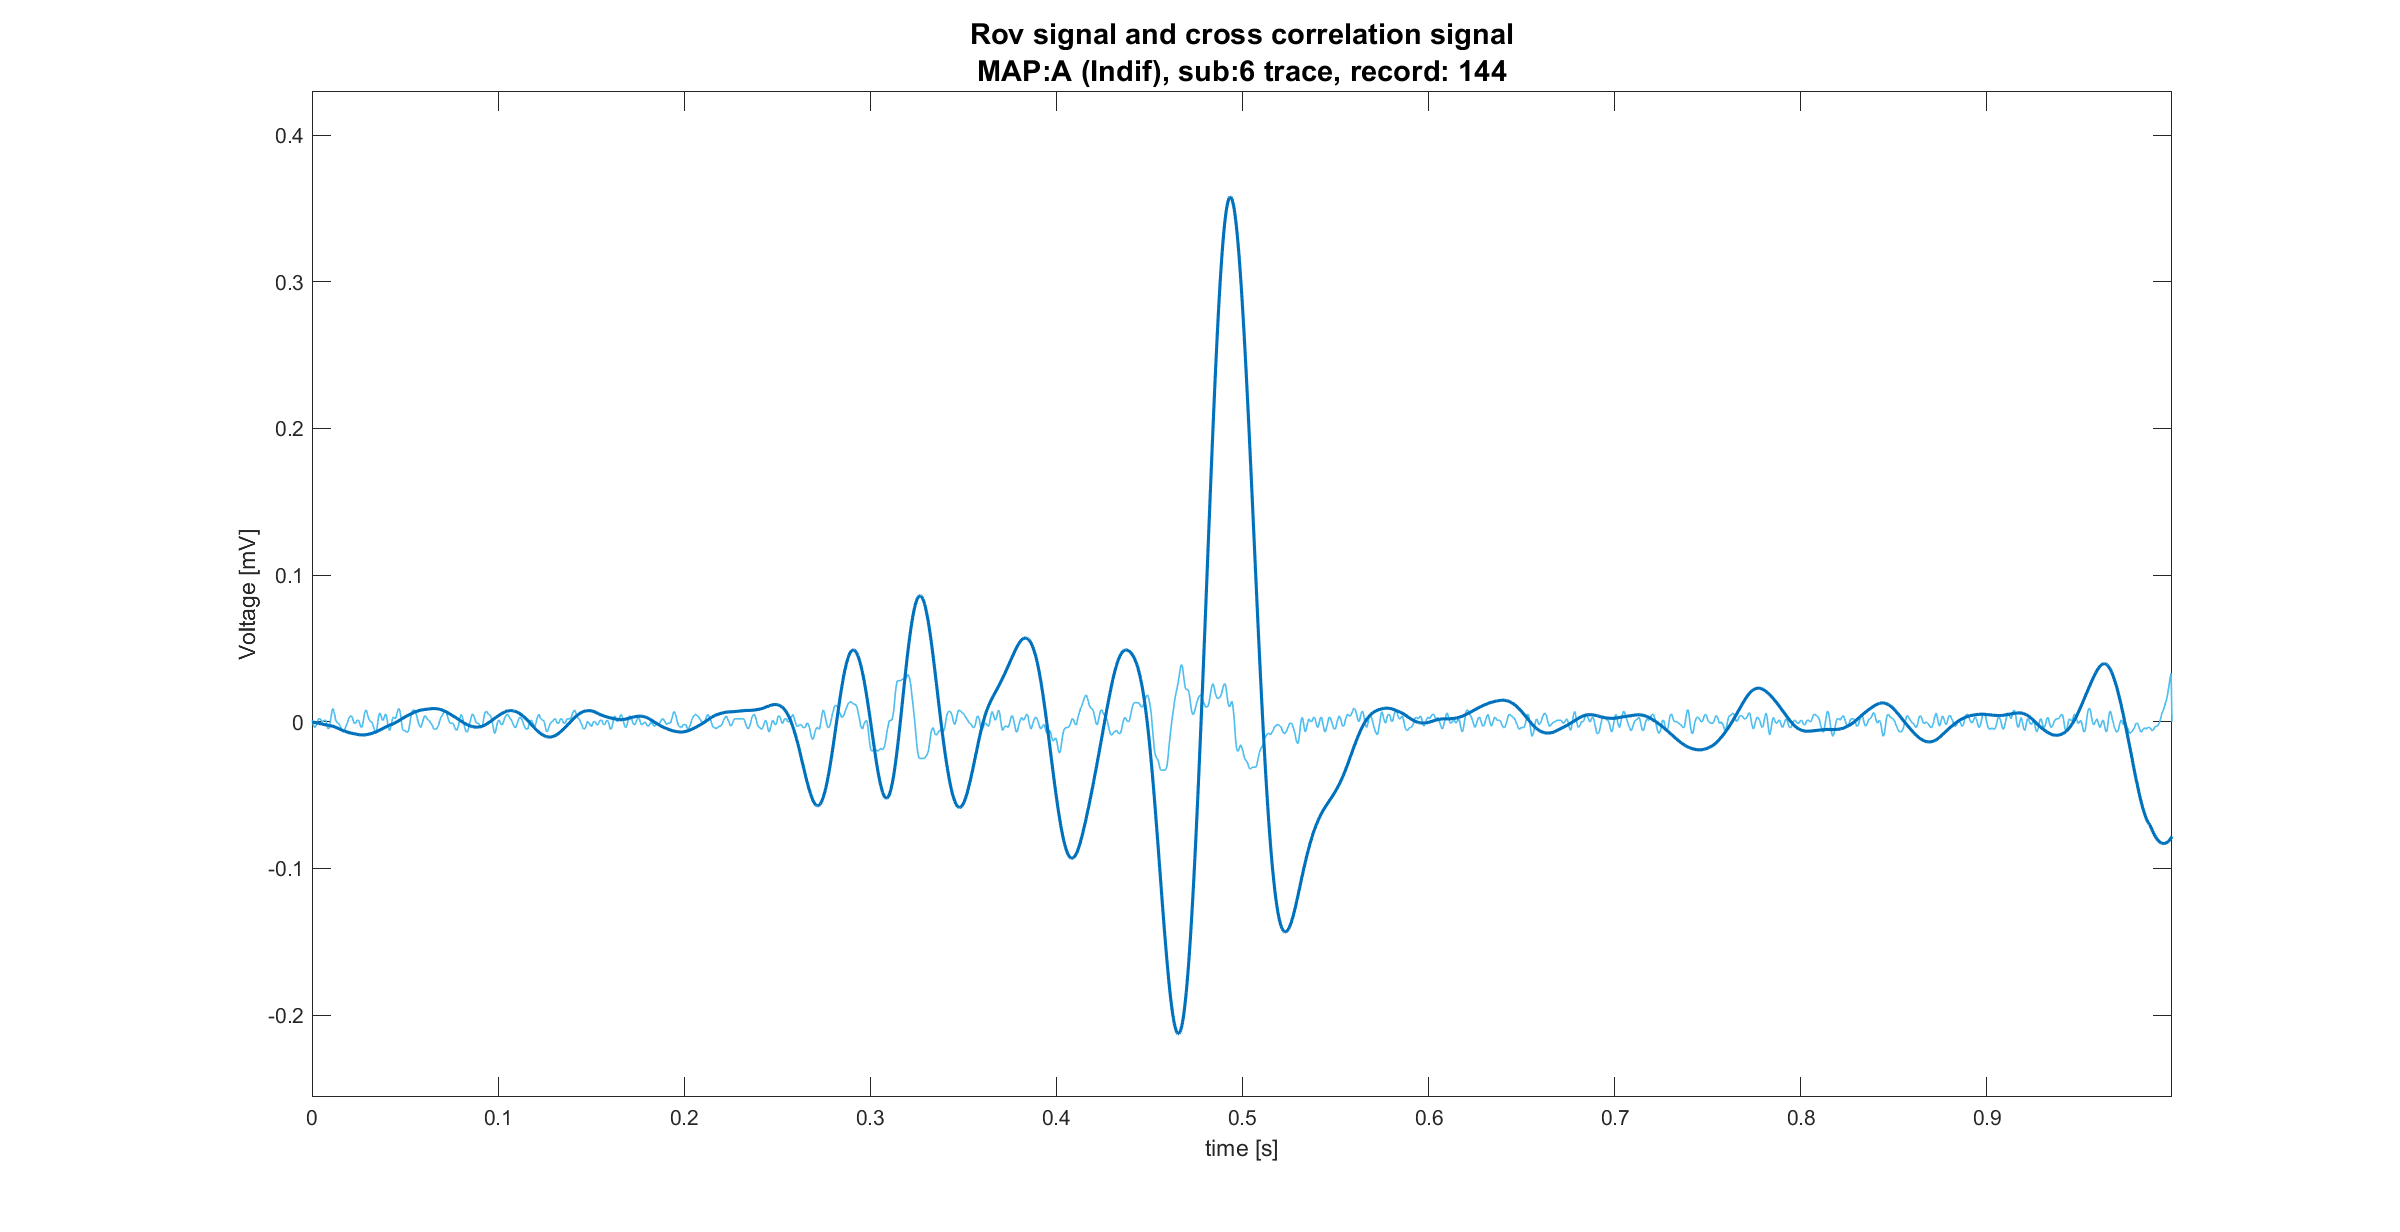 Rov signal and cross correlation signal
MAP:A (Indif), sub:6 trace, record: 144
0.4
0.3
0.2
0.1
0
-0.1
-0.2
Voltage [mV]
0 0.1 0.2 0.3 0.4 0.5 0.6 0.7 0.8 0.9
time [s]